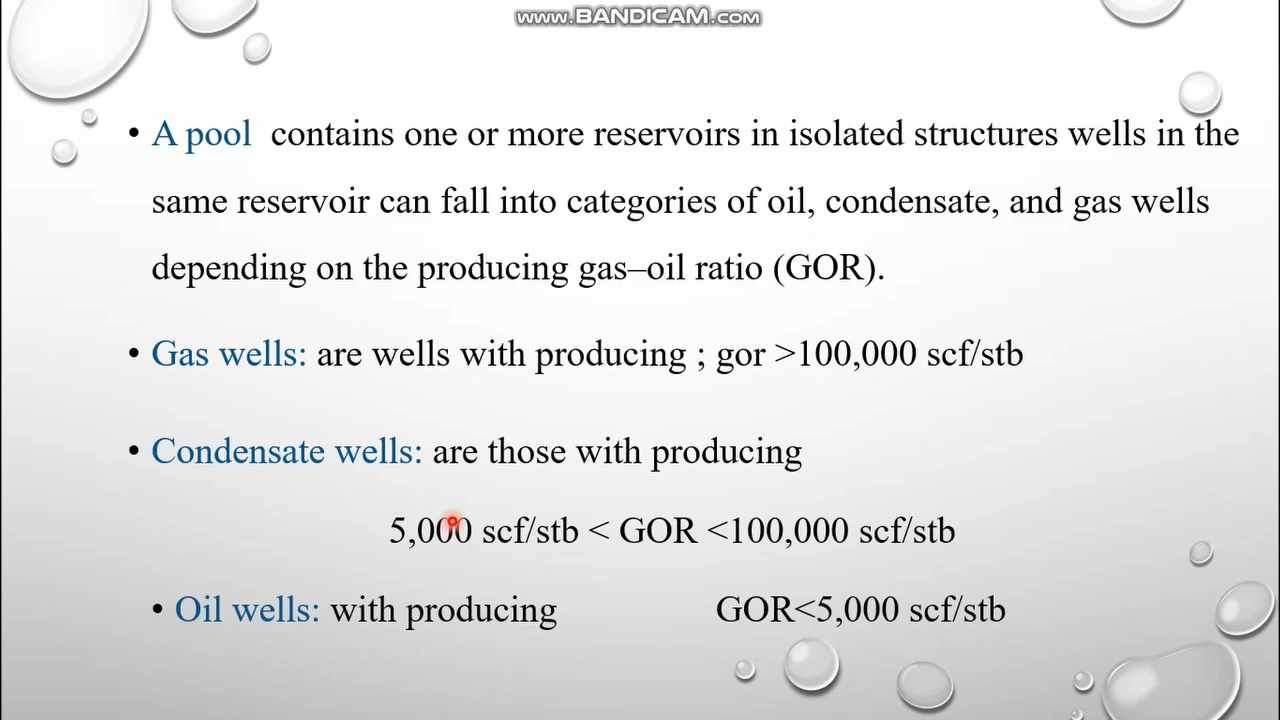 www.BANDICAM.com
• A pool contains one or more reservoirs in isolated structures wells in the
same reservoir can fall into categories of oil, condensate, and gas wells
depending on the producing gas–oil ratio (GOR).
• Gas wells: are wells with producing ; gor >100,000 scf/stb
• Condensate wells: are those with producing
5,000 scf/stb < GOR <100,000 scf/stb
• Oil wells: with producing GOR<5,000 scf/stb